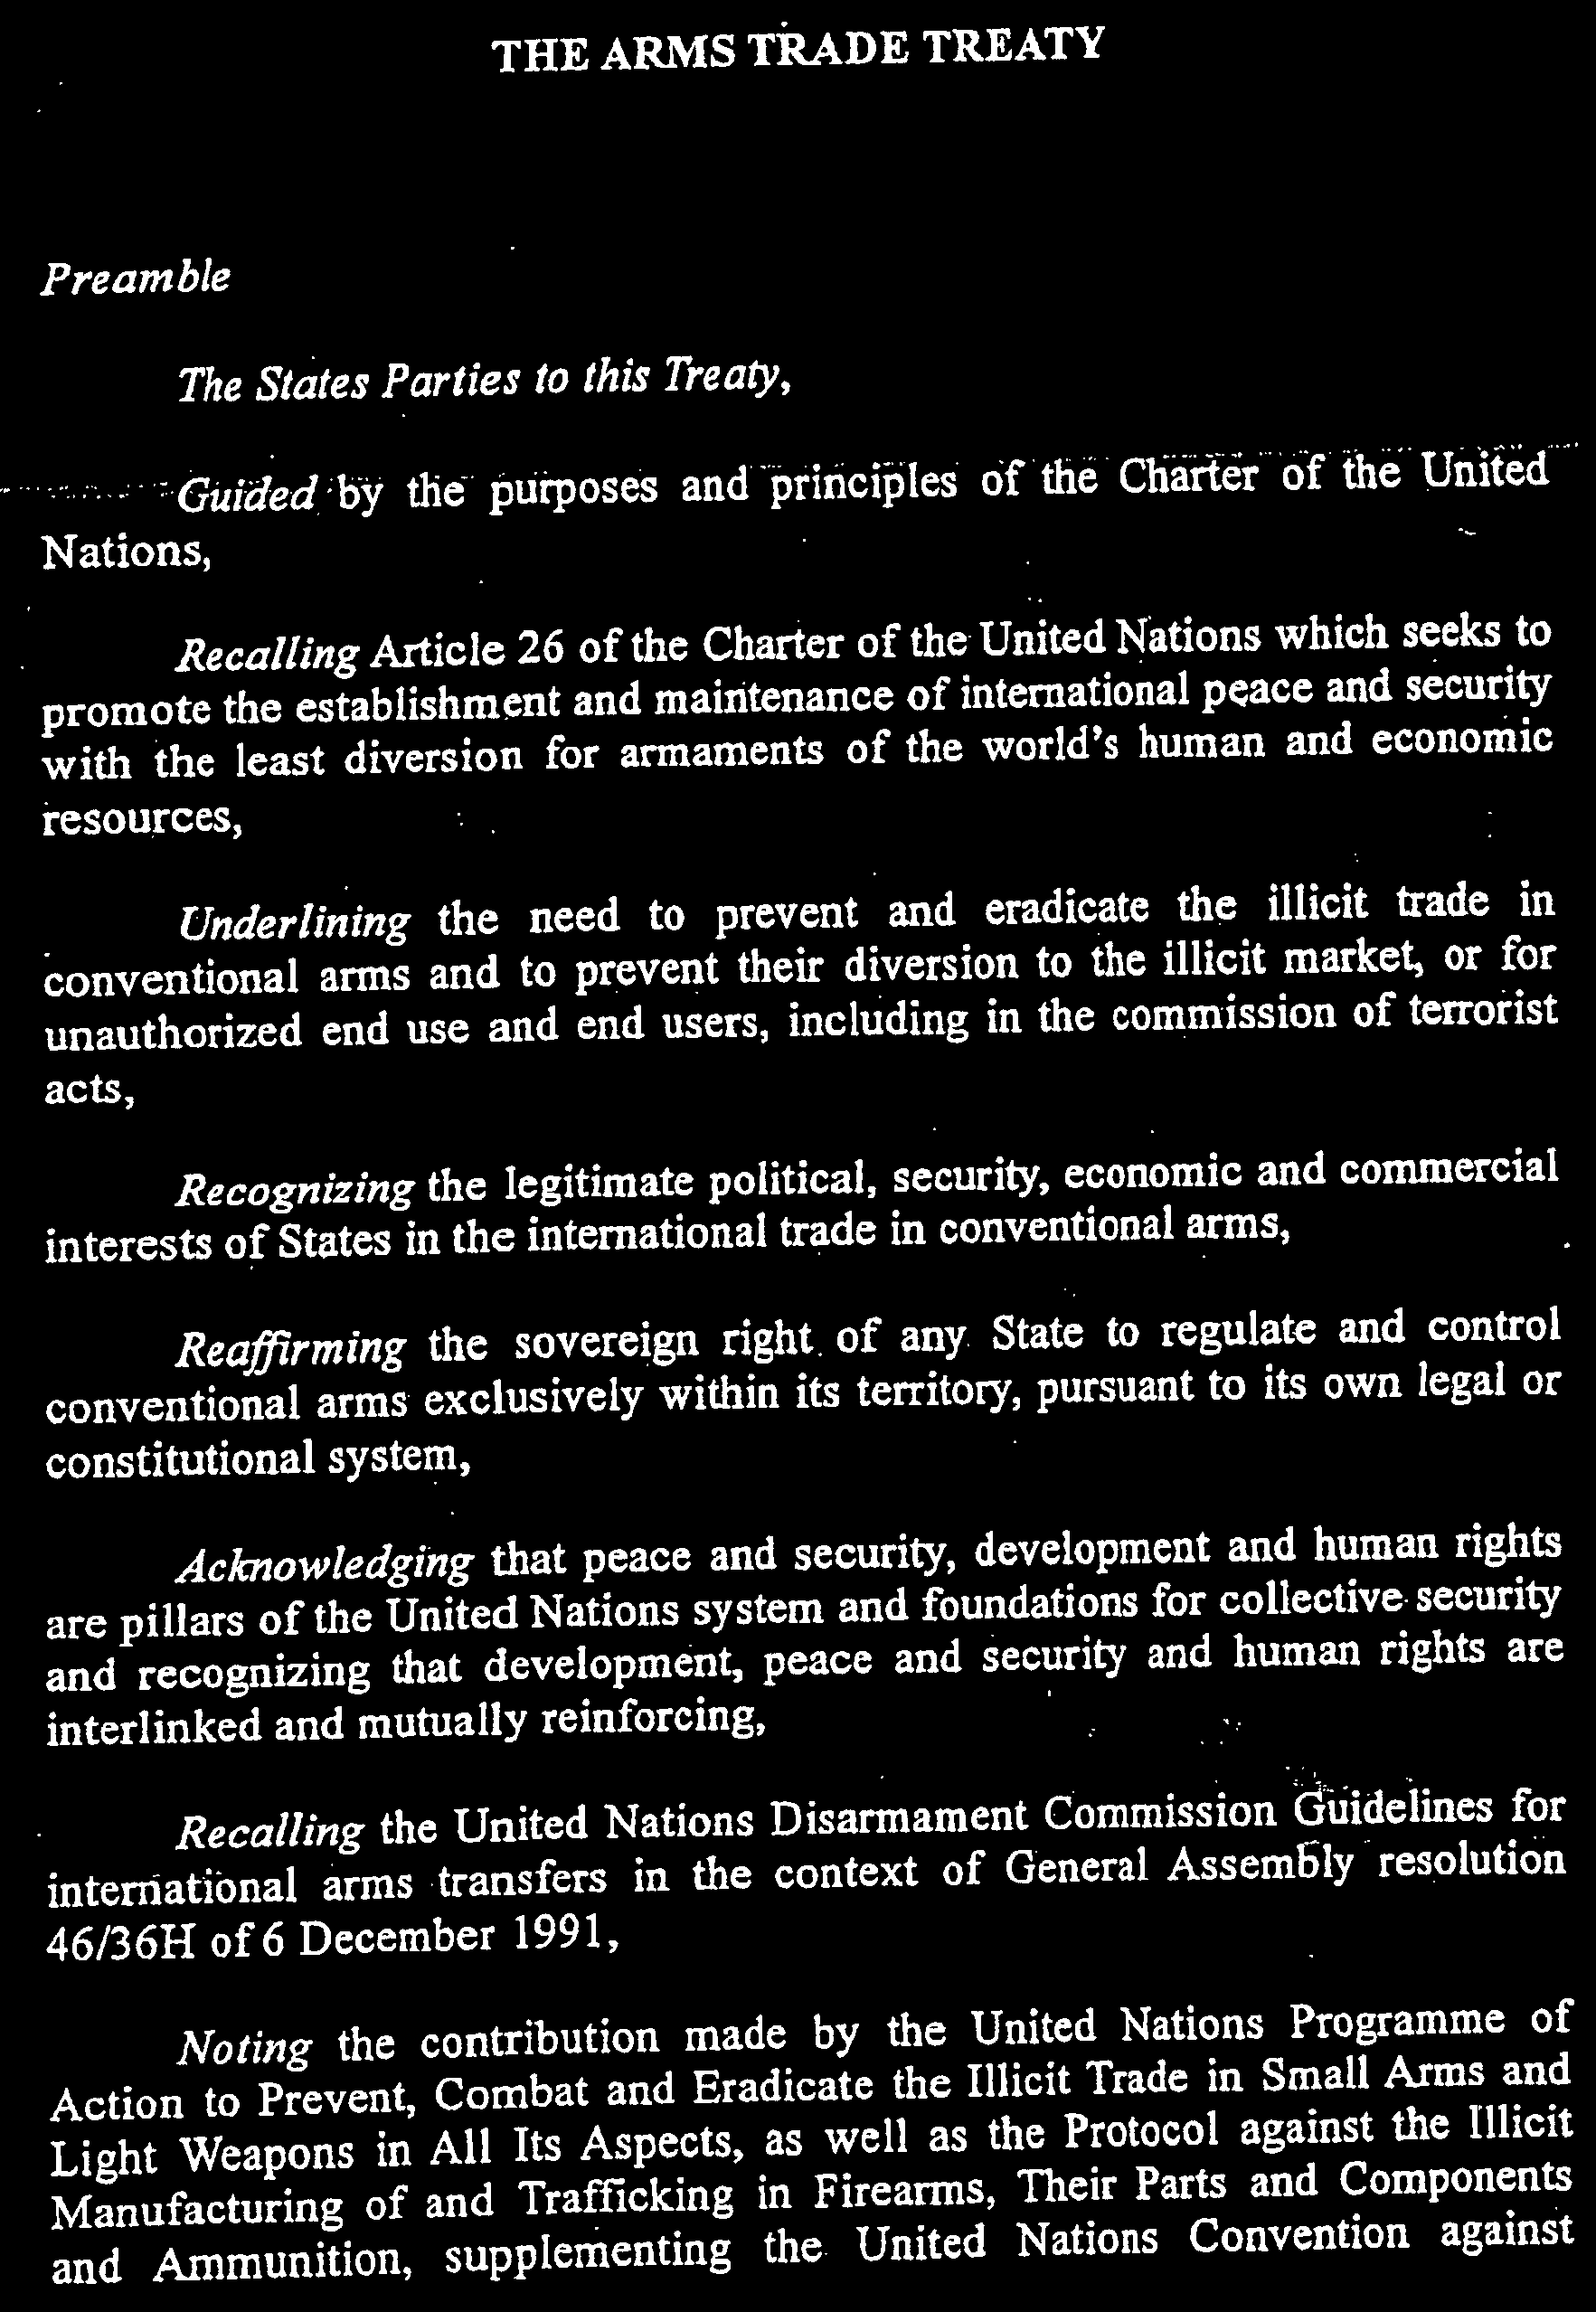 THE ARMS TRADE TREATY
Preamble
The States Parties to this Treaty,
Guided by the purposes and principles of the Charter of the United
Nations,
Recalling Article 26 of the Charter of the United Nations which seeks to
promote the establishment and maintenance of international peace and security
with the least diversion for armaments of the world's human and economic
resources,
Underlining the need to prevent and eradicate the illicit trade in
conventional arms and to prevent their diversion to the illicit market, or for
unauthorized end use and end users, including in the commission of terrorist
acts,
Recognizing the legitimate political, security, economic and commercial
interests of States in the international trade in conventional arms,
Reaffirming the sovereign right of any State to regulate and control
conventional arms exclusively within its territory, pursuant to its own legal or
constitutional system,
Acknowledging that peace and security, development and human rights
are pillars of the United Nations system and foundations for collective security
and recognizing that development, peace and security and human rights are
interlinked and mutually reinforcing,
Recalling the United Nations Disarmament Commission Guidelines for
international arms transfers in the context of General Assembly resolution
46/36H of 6 December 1991,
Noting the contribution made by the United Nations Programme of
Action to Prevent, Combat and Eradicate the Illicit Trade in Small Arms and
Light Weapons in All Its Aspects, as well as the Protocol against the Illicit
Manufacturing of and Trafficking in Firearms, Their Parts and Components
and Ammunition, supplementing the United Nations Convention against